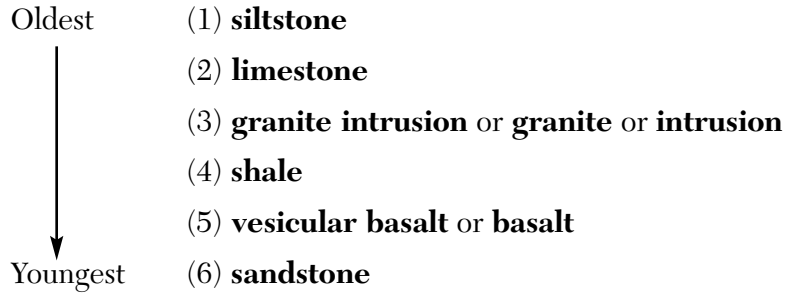 Oldest (1) siltstone
(2) limestone
(3) granite intrusion or granite or intrusion
(4) shale
(5) vesicular basalt or basalt
Youngest (6) sandstone